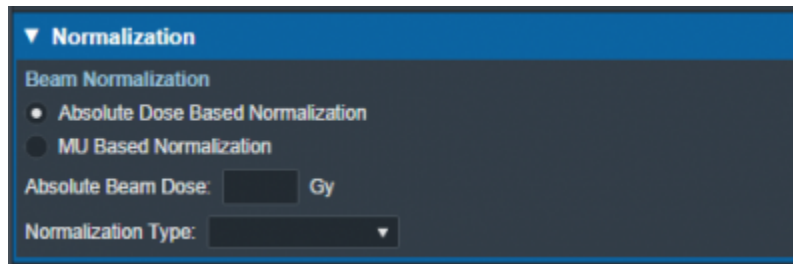 Normalization
Beam Normalization
Absolute Dose Based Normalization
MU Based Normalization
Absolute Beam Dose: Gy
Normalization Type: